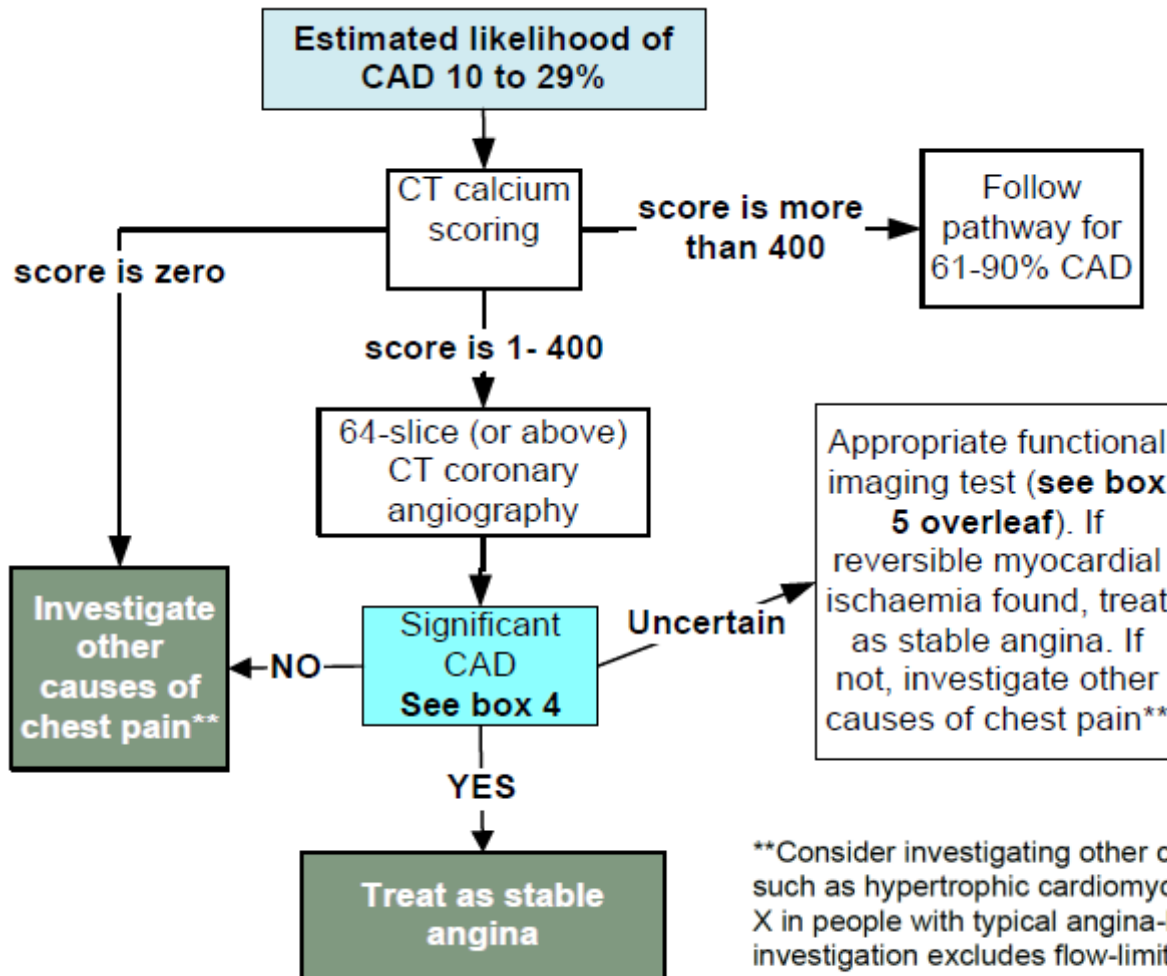 Estimated likelihood of
CAD 10 to 29%
CT calcium
scoring
score is more
than 400
Follow
pathway for
61-90% CAD
score is zero
score is 1- 400
64-slice (or above)
CT coronary
angiography
Appropriate functional
imaging test (see box
5 overleaf). If
reversible myocardial
ischaemia found, treat
as stable angina. If
not, investigate other
causes of chest pain**
Investigate
other
causes of
chest pain**
NO
Significant
CAD
See box 4
Uncertain
YES
Treat as stable
angina
**Consider investigating other
such as hypertrophic
X in people with typical
investigation excludes